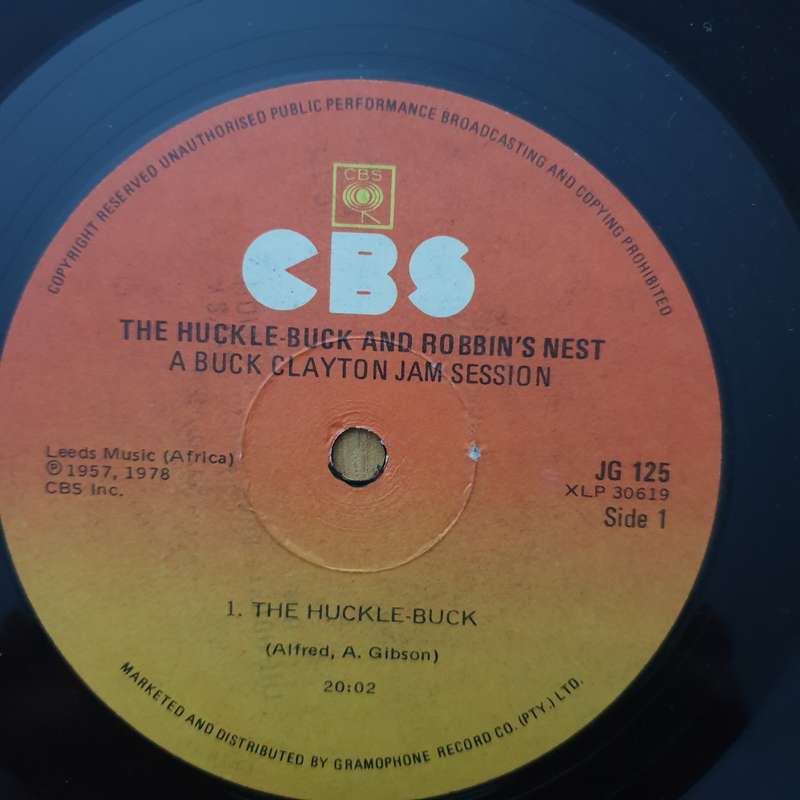 COPYRIGHT RESERVED UNAUTHORISED PUBLIC PERFORMANCE BROADCASTING AND COPYING PROHIBITED
CBS
CBS
THE HUCKLE-BUCK AND ROBBIN'S NEST
A BUCK CLAYTON JAM SESSION
Leeds Music (Africa)
℗ 1957, 1978
CBS Inc.
JG 125
XLP 30619
Side 1
1. THE HUCKLE-BUCK
(Alfred, A. Gibson)
20:02
MARKETED AND DISTRIBUTED BY GRAMOPHONE RECORD CO. (PTY.) LTD.